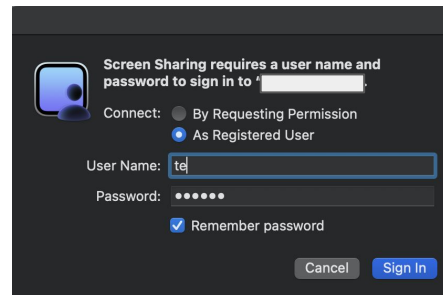 Screen Sharing requires a user name and
password to sign in to “ .
Connect: By Requesting Permission
As Registered User
User Name: te
Password: ••••••
Remember password
Cancel Sign In